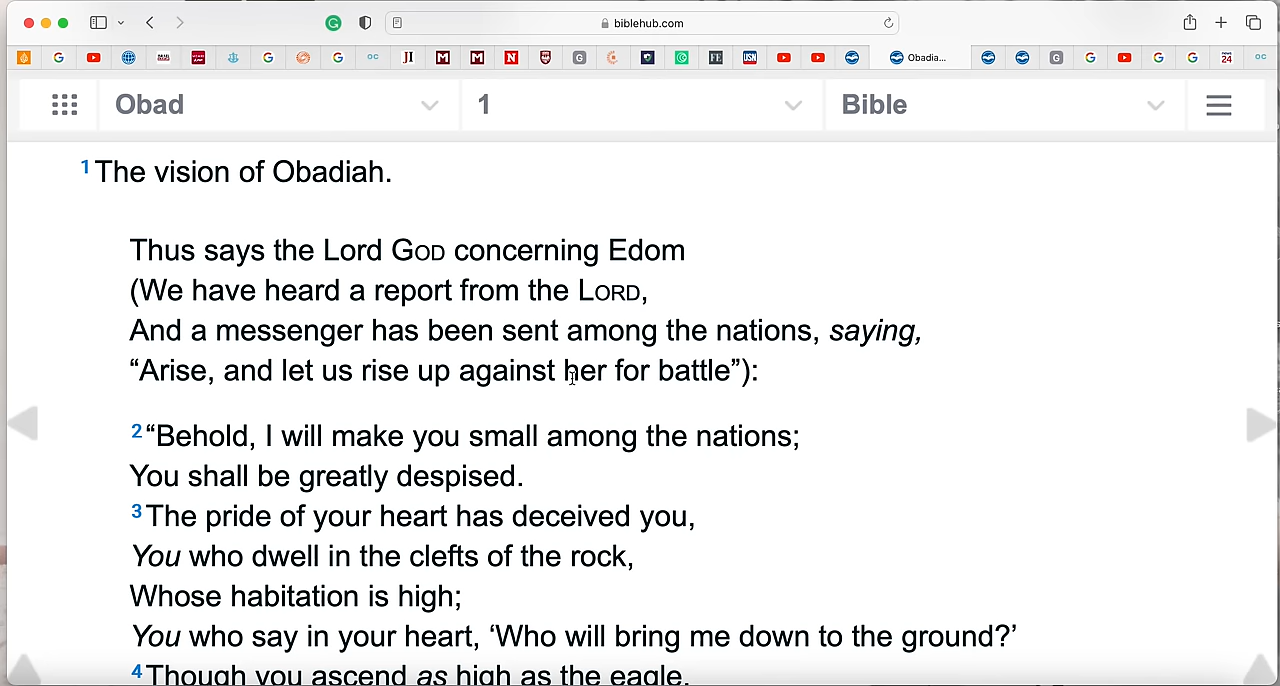 biblehub.com
Obadia...
Obad 1 Bible
1 The vision of Obadiah.
Thus says the Lord GOD concerning Edom
(We have heard a report from the LORD,
And a messenger has been sent among the nations, saying,
“Arise, and let us rise up against her for battle”):
2 “Behold, I will make you small among the nations;
You shall be greatly despised.
3 The pride of your heart has deceived you,
You who dwell in the clefts of the rock,
Whose habitation is high;
You who say in your heart, ‘Who will bring me down to the ground?’
4 Though you ascend as high as the eagle,